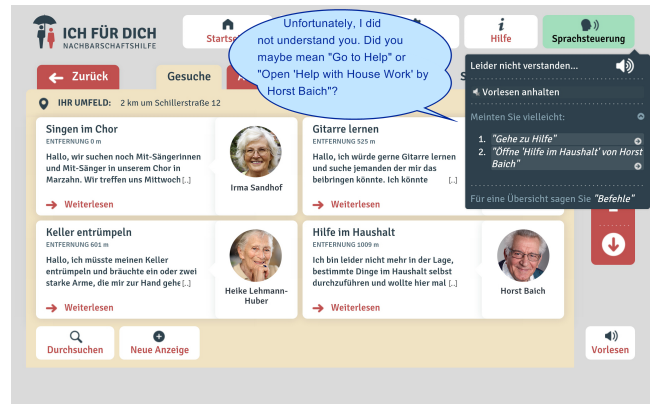 ICH FÜR DICH
NACHBARSCHAFTSHILFE
Unfortunately, I did
not understand you. Did you
maybe mean "Go to Help" or
"Open 'Help with House Work' by
Horst Baich"?
Hilfe
Sprachsteuerung
Zurück
Gesuche
Leider nicht verstanden...
Vorlesen anhalten
Meinten Sie vielleicht:
1. "Gehe zu Hilfe"
2. "Öffne 'Hilfe im Haushalt' von Horst
Baich"
Für eine Übersicht sagen Sie "Befehle"
IHR UMFELD: 2 km um Schillerstraße 12
Singen im Chor
ENTFERNUNG 0 m
Hallo, wir suchen noch Mit-Sängerinnen
und Mit-Sänger in unserem Chor in
Marzahn. Wir treffen uns Mittwoch [..]
Weiterlesen
Irma Sandhof
Gitarre lernen
ENTFERNUNG 525 m
Hallo, ich würde gerne Gitarre lernen
und suche jemanden der mir das
beibringen könnte. Ich könnte [..]
Weiterlesen
Keller entrümpeln
ENTFERNUNG 601 m
Hallo, ich müsste meinen Keller
entrümpeln und bräuchte ein oder zwei
starke Arme, die mir zur Hand gehe [..]
Weiterlesen
Heike Lehmann-
Huber
Hilfe im Haushalt
ENTFERNUNG 1009 m
Ich bin leider nicht mehr in der Lage,
bestimmte Dinge im Haushalt selbst
durchzuführen und wollte hier mal [..]
Weiterlesen
Horst Baich
Durchsuchen
Neue Anzeige
Vorlesen